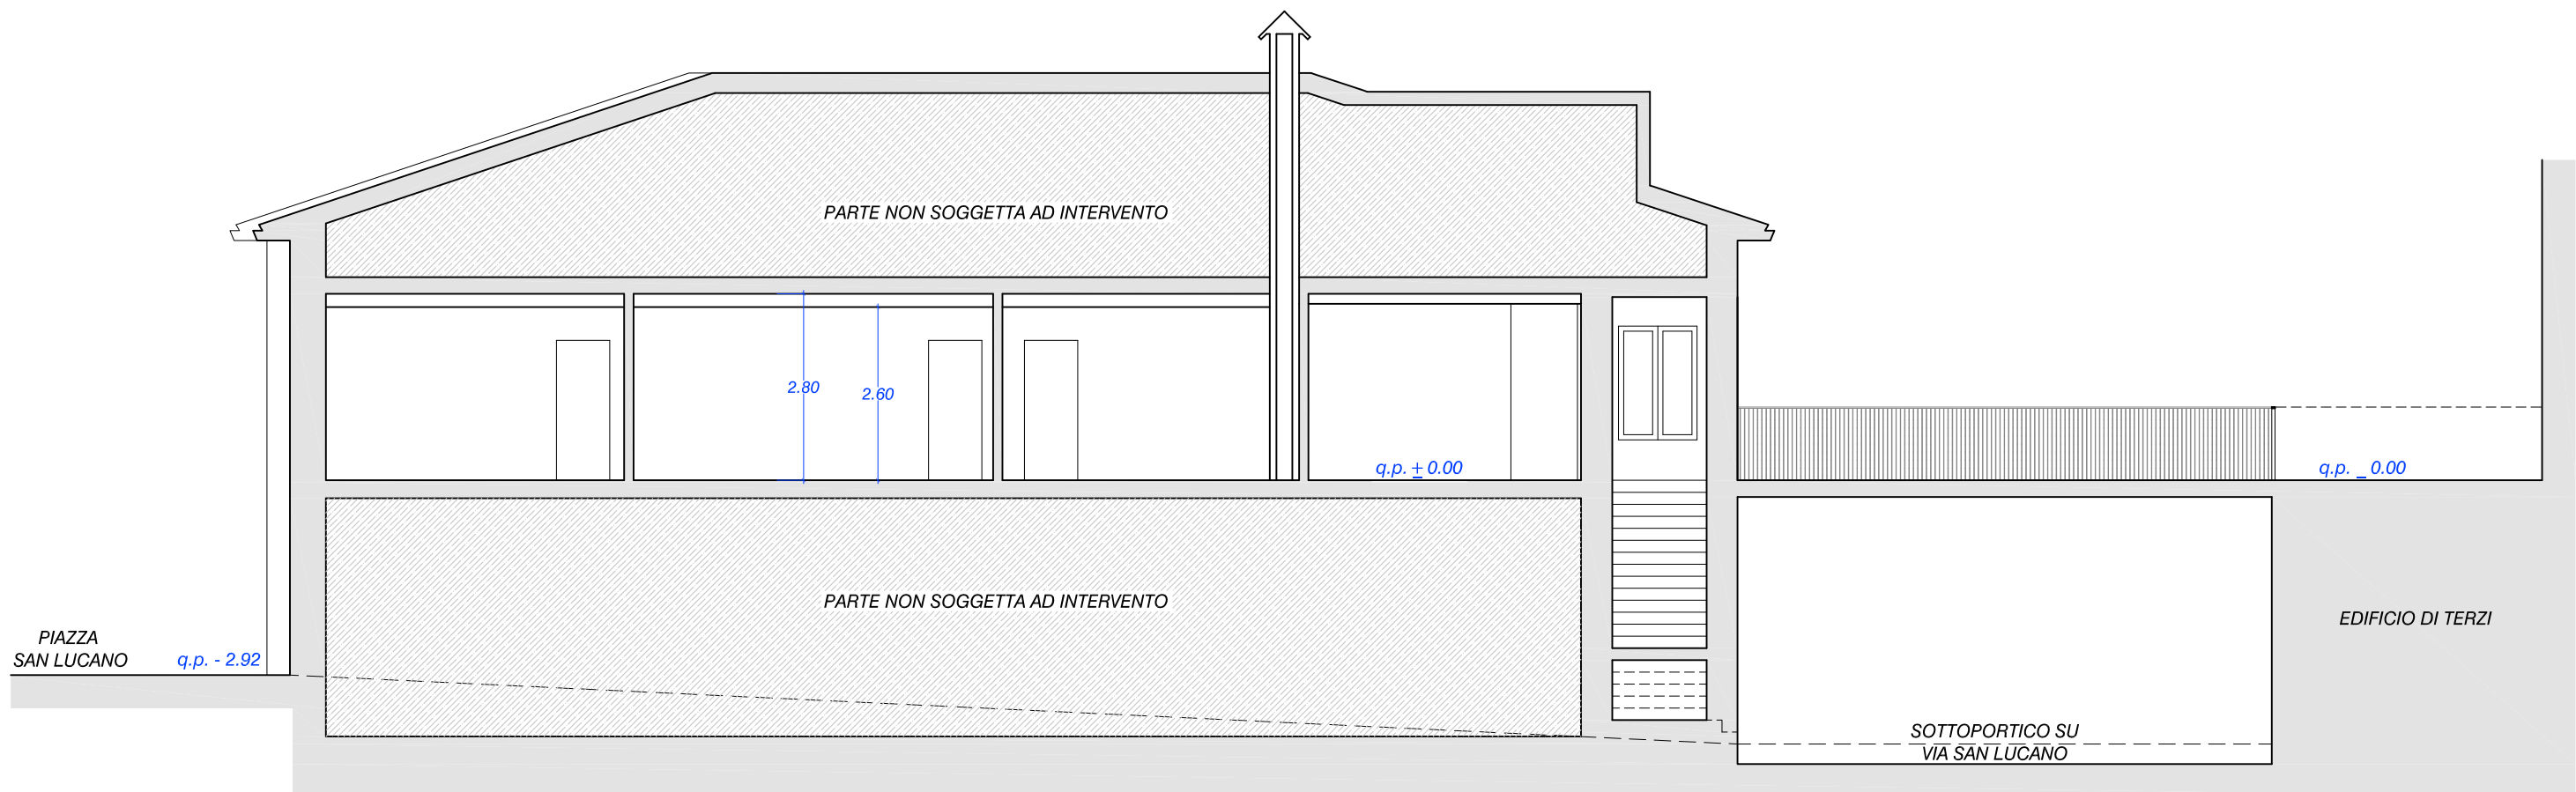 PARTE NON SOGGETTA AD INTERVENTO
2.80
2.60
q.p. ± 0.00
q.p. _ 0.00
PARTE NON SOGGETTA AD INTERVENTO
EDIFICIO DI TERZI
PIAZZA
SAN LUCANO
q.p. - 2.92
SOTTOPORTICO SU
VIA SAN LUCANO